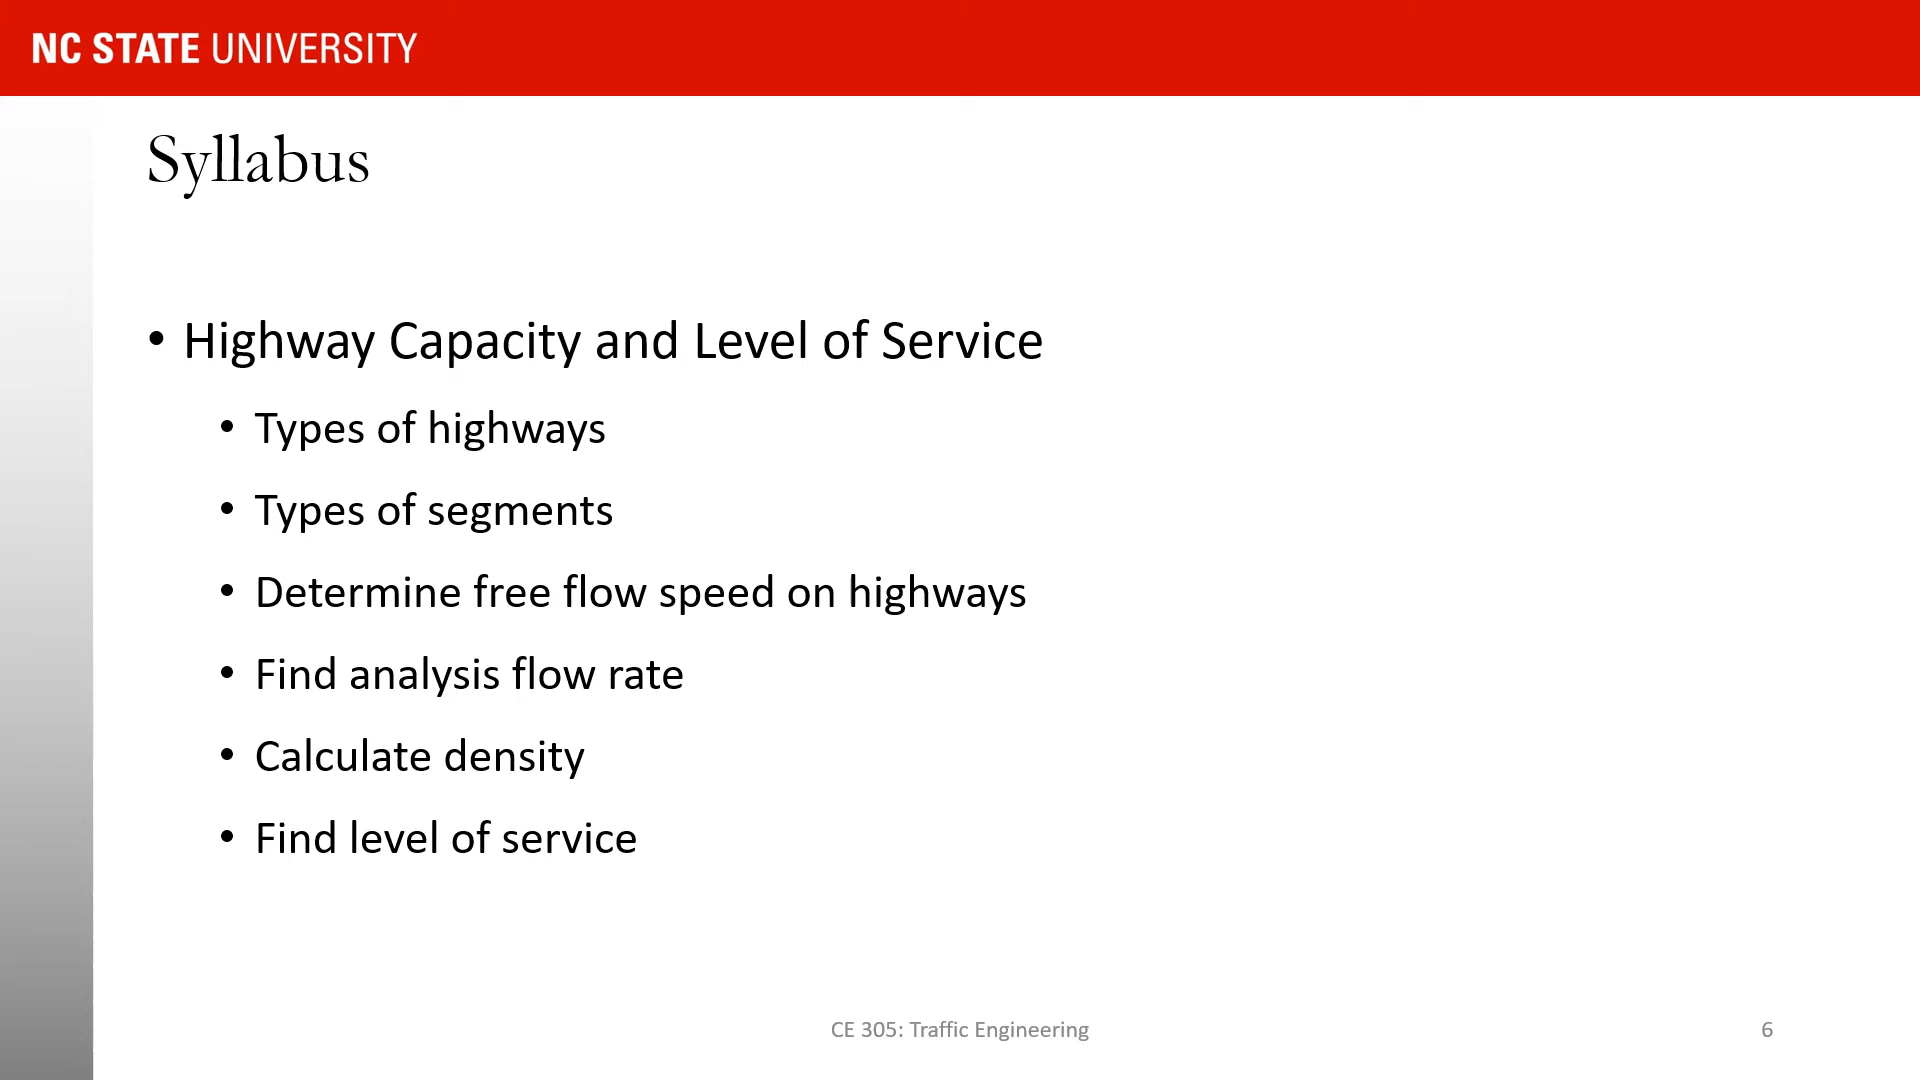 NC STATE UNIVERSITY
Syllabus
• Highway Capacity and Level of Service
• Types of highways
• Types of segments
• Determine free flow speed on highways
• Find analysis flow rate
• Calculate density
• Find level of service
CE 305: Traffic Engineering
6